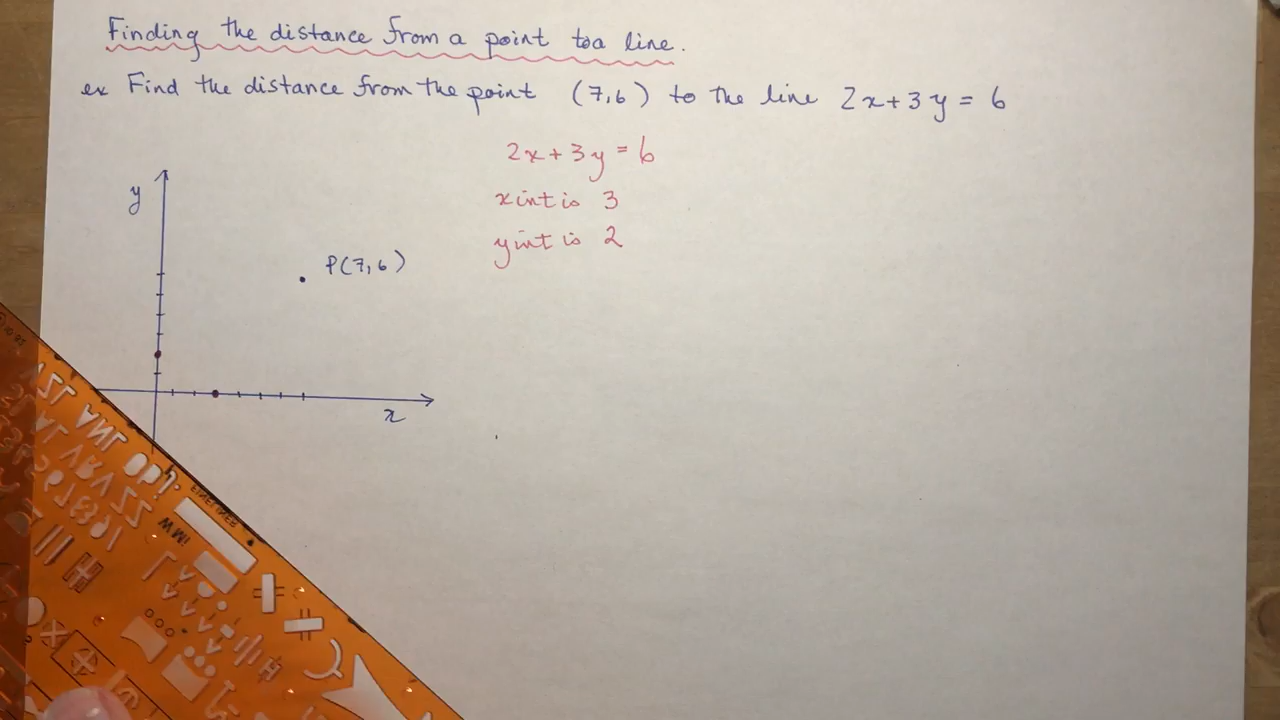 Finding the distance from a point to a line.
ex Find the distance from the point (7,6) to the line 2x+3y = 6
2x+3y = 6
x int is 3
y int is 2
y
P(7,6)
x